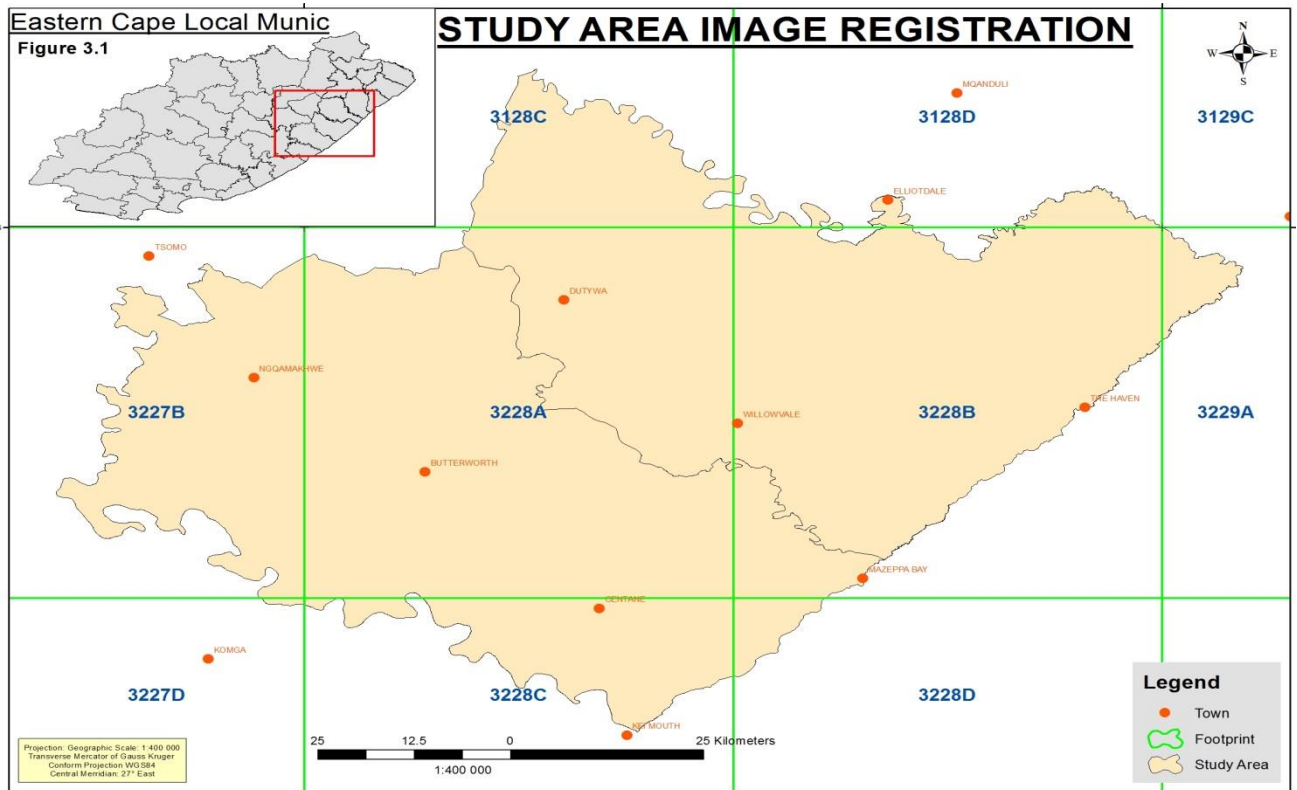 Eastern Cape Local Munic
Figure 3.1
STUDY AREA IMAGE REGISTRATION
N
W E
S
MQANDULI
3128C
3128D
3129C
ELLIOTDALE
TSOMO
DUTYWA
NGQAMAKHWE
3227B
3228A
3228B
3229A
THE HAVEN
WILLOWVALE
BUTTERWORTH
MAZEPPA BAY
CENTANE
KOMGA
3227D
3228C
3228D
KEI MOUTH
Legend
Town
Footprint
Study Area
25 12.5 0 25 Kilometers
1:400 000
Projection: Geographic Scale: 1:400 000
Transverse Mercator of Gauss Kruger
Conform Projection WGS84
Central Merridian: 27° East